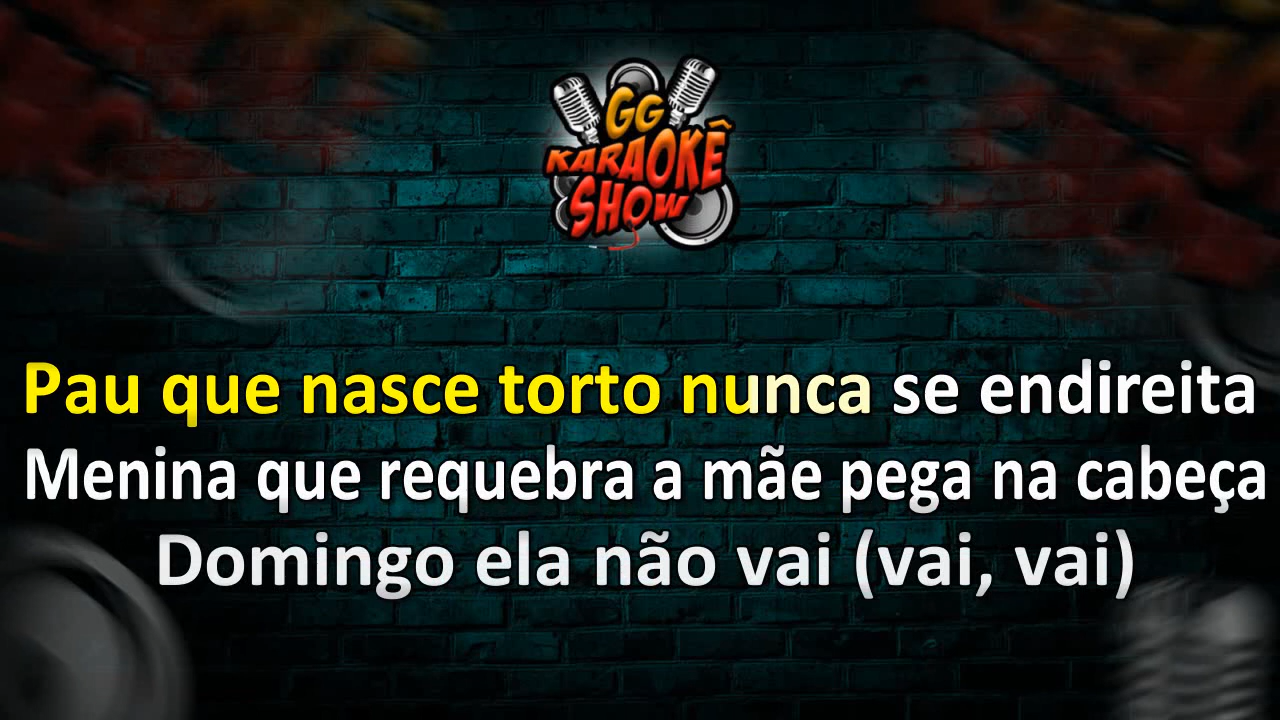 GG
KARAOKÊ
SHOW
Pau que nasce torto nunca se endireita
Menina que requebra a mãe pega na cabeça
Domingo ela não vai (vai, vai)